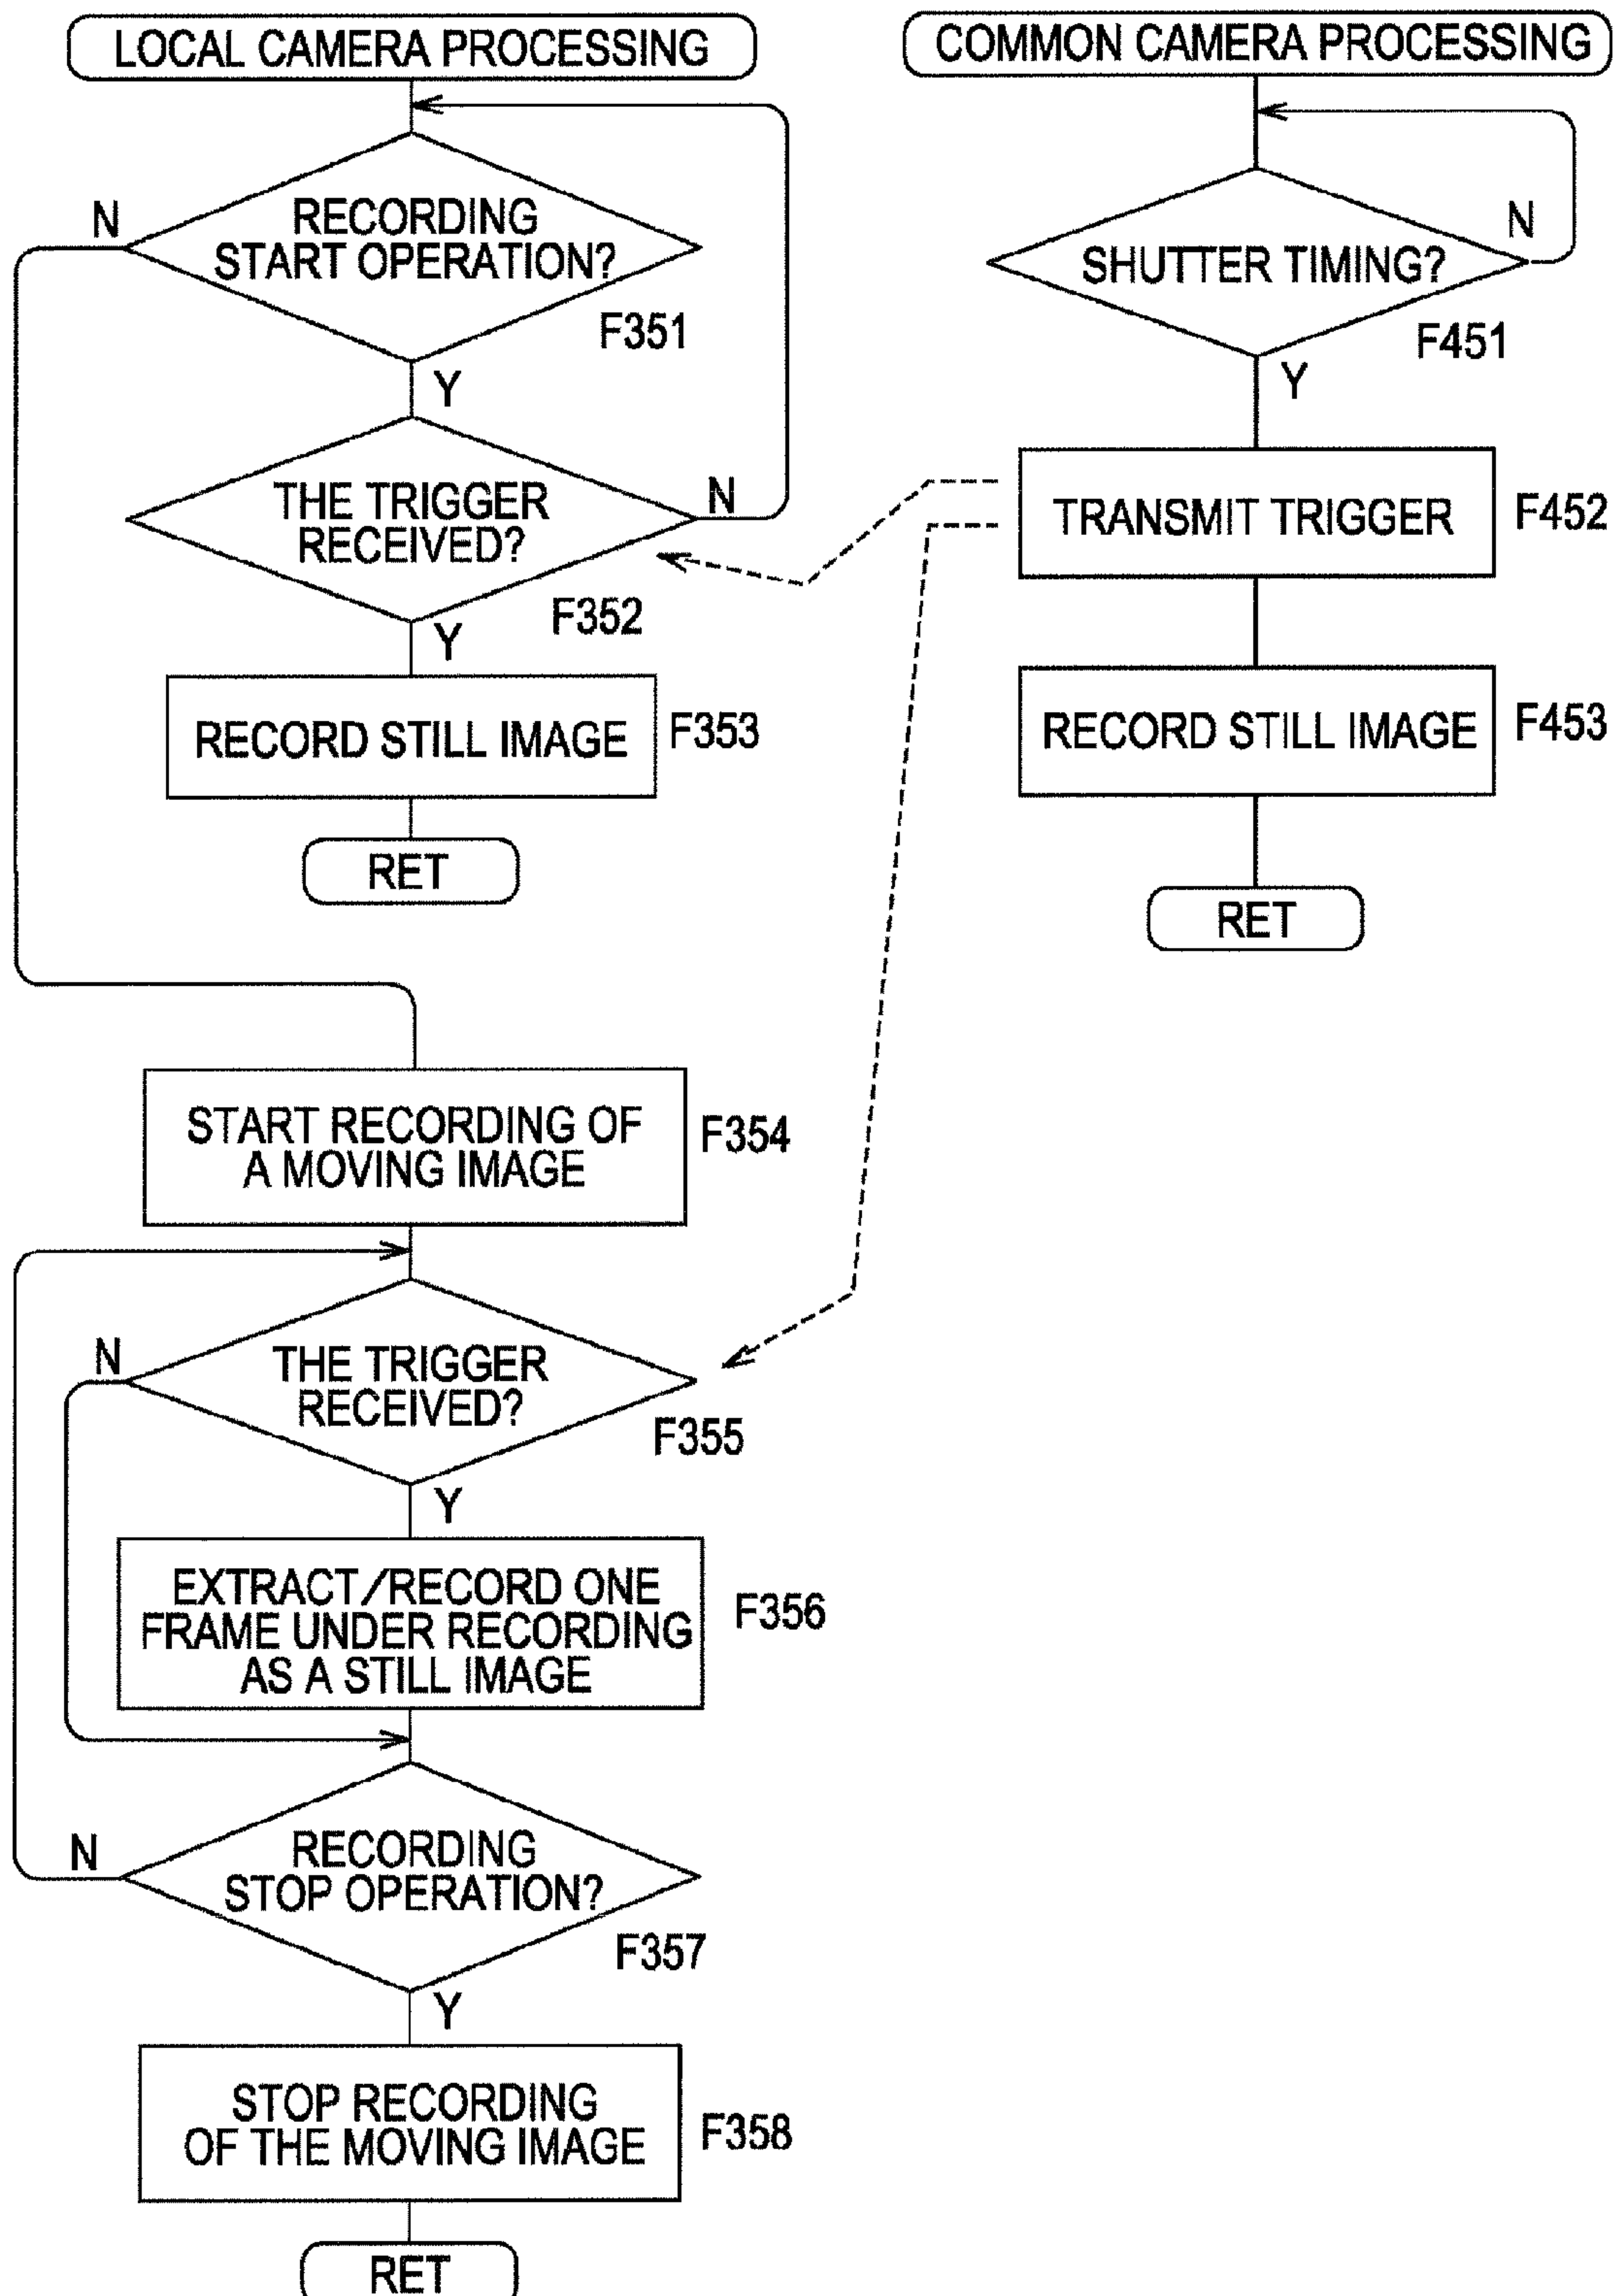 LOCAL CAMERA PROCESSING
N
RECORDING
START OPERATION?
F351
Y
THE TRIGGER
RECEIVED?
N
F352
Y
RECORD STILL IMAGE
F353
RET
START RECORDING OF
A MOVING IMAGE
F354
N
THE TRIGGER
RECEIVED?
F355
Y
EXTRACT/RECORD ONE
FRAME UNDER RECORDING
AS A STILL IMAGE
F356
N
RECORDING
STOP OPERATION?
F357
Y
STOP RECORDING
OF THE MOVING IMAGE
F358
RET
COMMON CAMERA PROCESSING
N
SHUTTER TIMING?
F451
Y
TRANSMIT TRIGGER
F452
RECORD STILL IMAGE
F453
RET